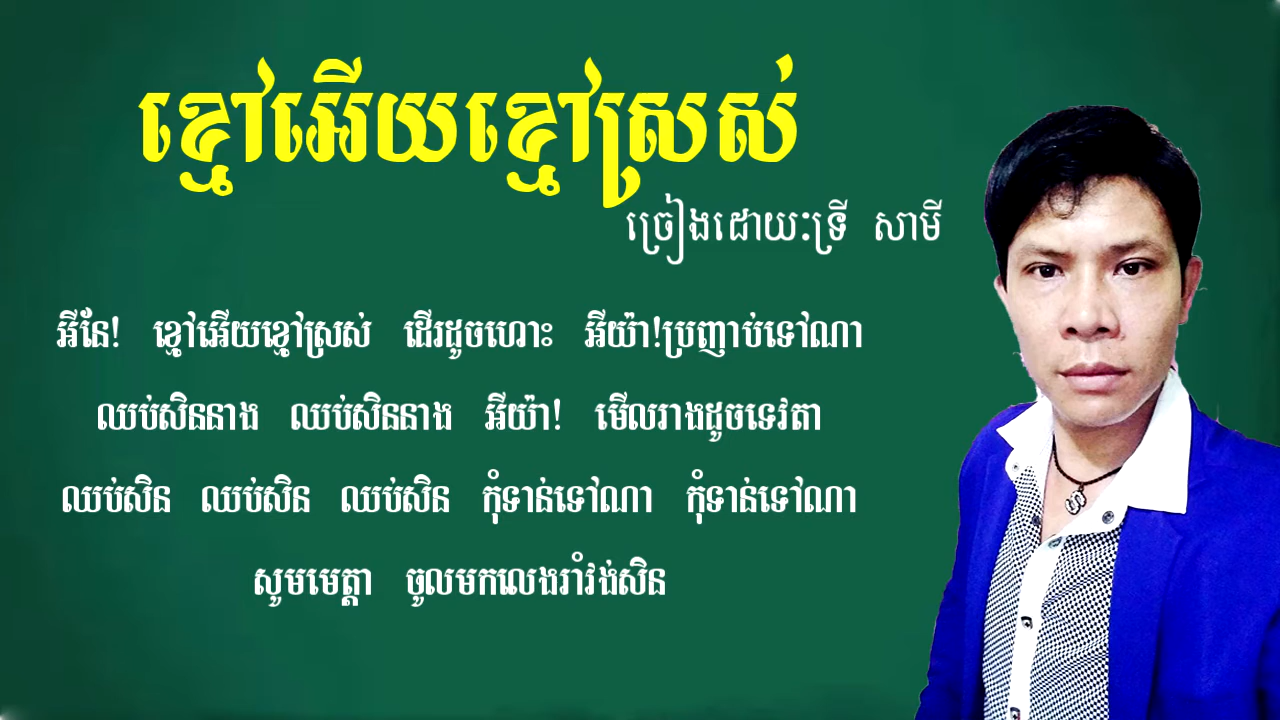 ខ្មៅអើយខ្មៅស្រស់
ច្រៀងដោយៈទ្រី សាមី
អីនែ! ខ្មៅអើយខ្មៅស្រស់ ដើរដូចហោះ អីយ៉ា!ប្រញាប់ទៅណា
ឈប់សិននាង ឈប់សិននាង អីយ៉ា! មើលរាងដូចទេវតា
ឈប់សិន ឈប់សិន ឈប់សិន កុំទាន់ទៅណា កុំទាន់ទៅណា
សូមមេត្តា ចូលមកលេងរាំវង់សិន